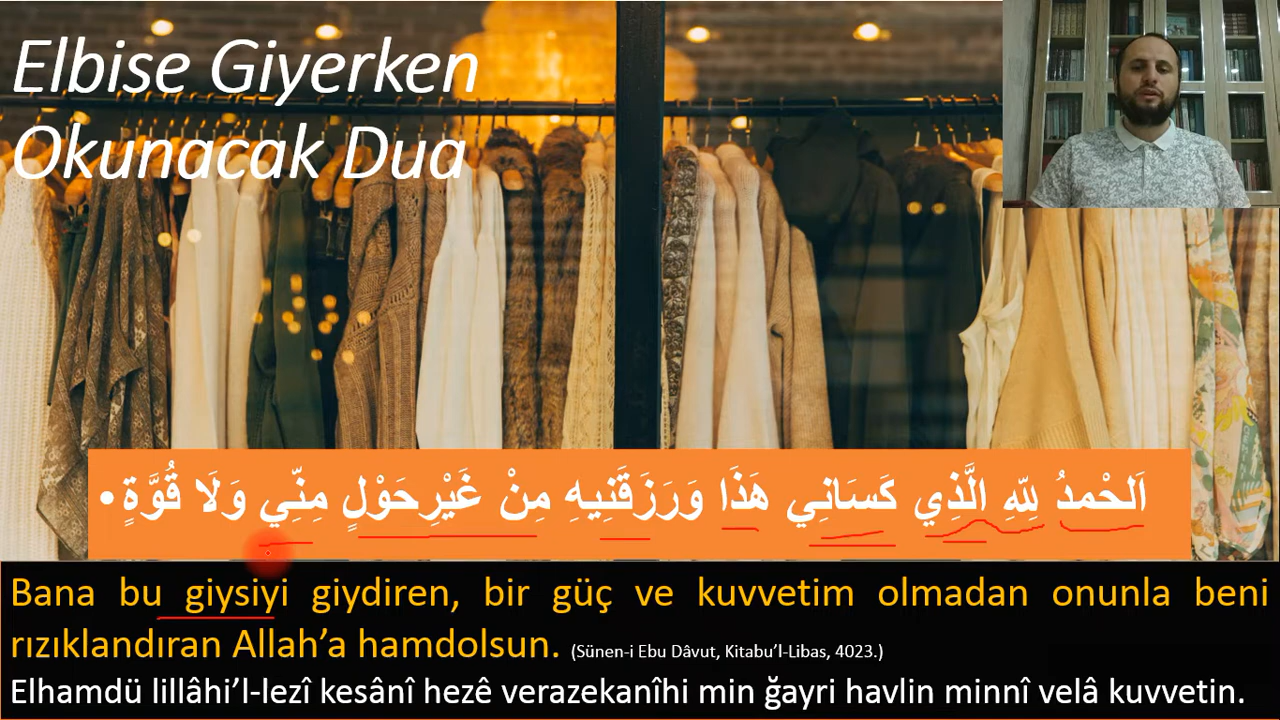 Elbise Giyerken
Okunacak Dua
اَلحْمدُ لِلّٰهِ الَّذِي كَسَانِي هَذَا وَرَزَقَنِيهِ مِنْ غَيْرِحَوْلٍ مِنِّي وَلَا قُوَّةٍ•
Bana bu giysiyi giydiren, bir güç ve kuvvetim olmadan onunla beni
rızıklandıran Allah’a hamdolsun. (Sünen-i Ebu Dâvut, Kitabu’l-Libas, 4023.)
Elhamdü lillâhi’l-lezî kesânî hezê verazekanîhi min ğayri havlin minnî velâ kuvvetin.